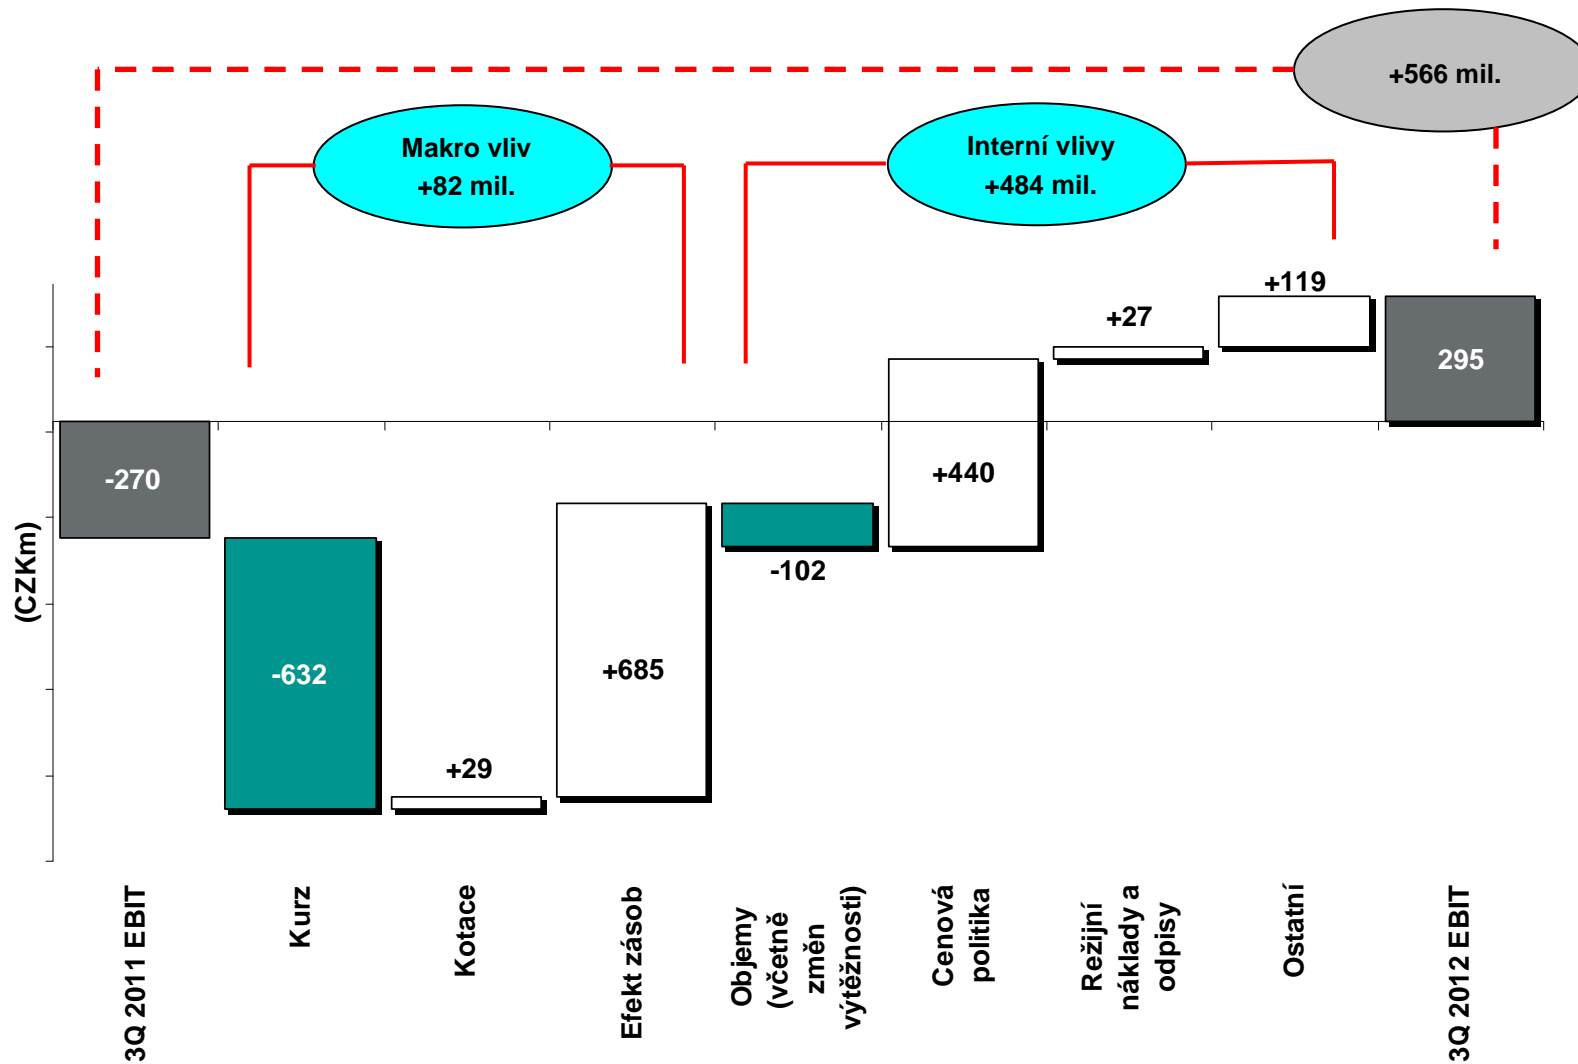 +566 mil.
Makro vliv
+82 mil.
Interní vlivy
+484 mil.
+119
+27
295
-270
+440
-102
-632
+685
+29
(CZKm)
3Q 2011 EBIT
Kurz
Kotace
Efekt zásob
Objemy
(včetně
změn
výtěžnosti)
Cenová
politika
Režijní
náklady a
odpisy
Ostatní
3Q 2012 EBIT